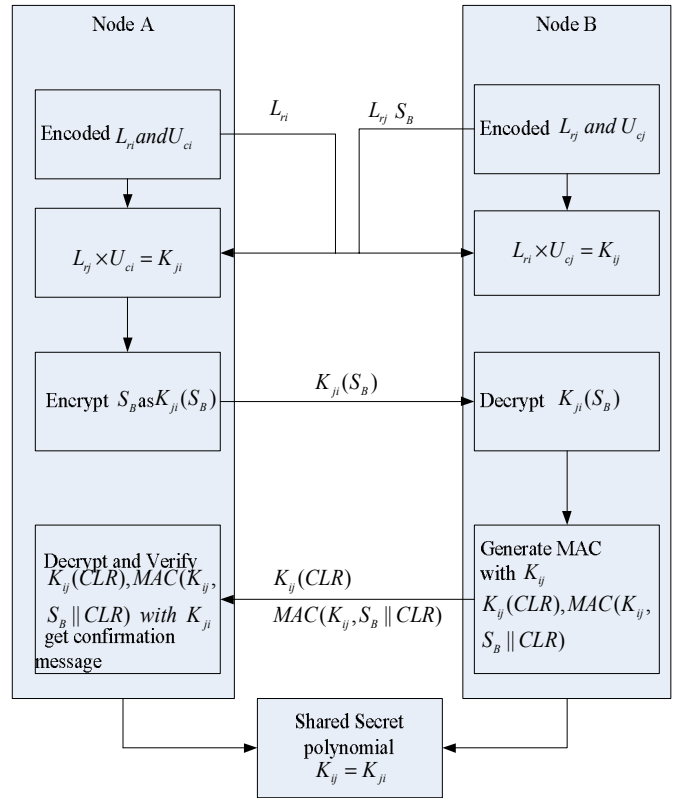 Node A
Node B
Encoded L_ri and U_ci
L_ri
L_rj S_B
Encoded L_rj and U_cj
L_rj × U_ci = K_ji
L_ri × U_cj = K_ij
Encrypt S_B as K_ji(S_B)
K_ji(S_B)
Decrypt K_ji(S_B)
Decrypt and Verify
K_ij(CLR), MAC(K_ij,
S_B || CLR) with K_ji
get confirmation
message
K_ij(CLR)
MAC(K_ij, S_B || CLR)
Generate MAC
with K_ij
K_ij(CLR), MAC(K_ij,
S_B || CLR)
Shared Secret
polynomial
K_ij = K_ji